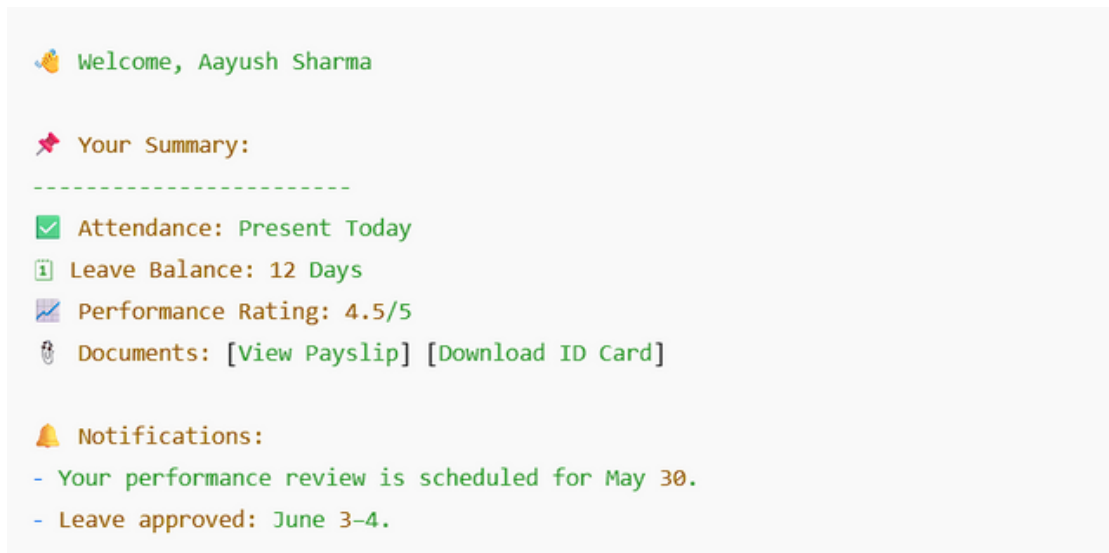 👋 Welcome, Aayush Sharma
📌 Your Summary:
------------------------
✅ Attendance: Present Today
🗓 Leave Balance: 12 Days
📈 Performance Rating: 4.5/5
🖇 Documents: [View Payslip] [Download ID Card]
🔔 Notifications:
- Your performance review is scheduled for May 30.
- Leave approved: June 3–4.